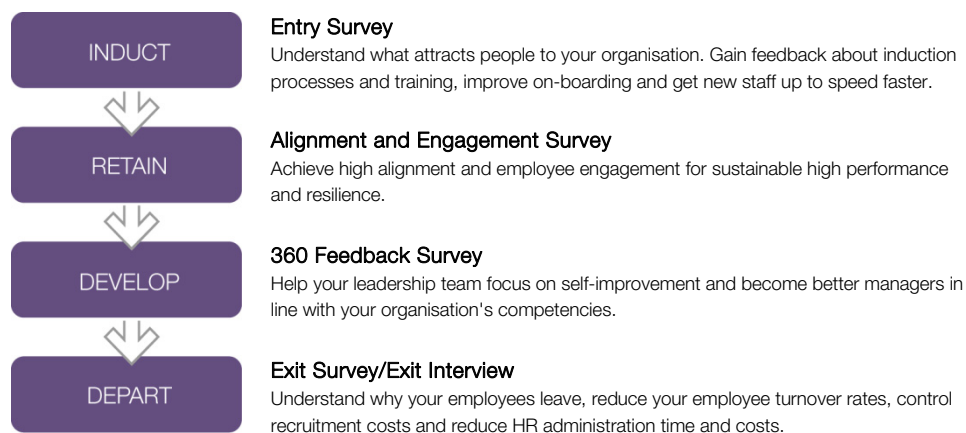 INDUCT
Entry Survey
Understand what attracts people to your organisation. Gain feedback about induction
processes and training, improve on-boarding and get new staff up to speed faster.
RETAIN
Alignment and Engagement Survey
Achieve high alignment and employee engagement for sustainable high performance
and resilience.
DEVELOP
360 Feedback Survey
Help your leadership team focus on self-improvement and become better managers in
line with your organisation's competencies.
DEPART
Exit Survey/Exit Interview
Understand why your employees leave, reduce your employee turnover rates, control
recruitment costs and reduce HR administration time and costs.